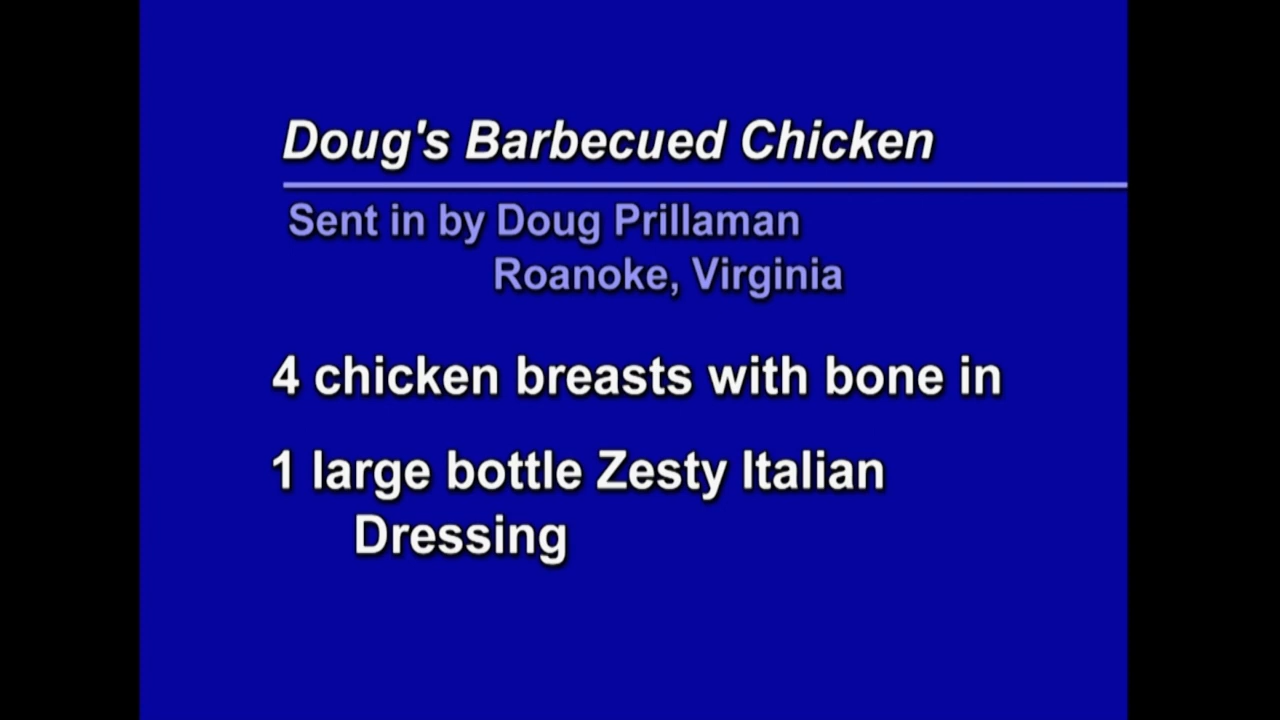 Doug's Barbecued Chicken
Sent in by Doug Prillaman
Roanoke, Virginia
4 chicken breasts with bone in
1 large bottle Zesty Italian
Dressing